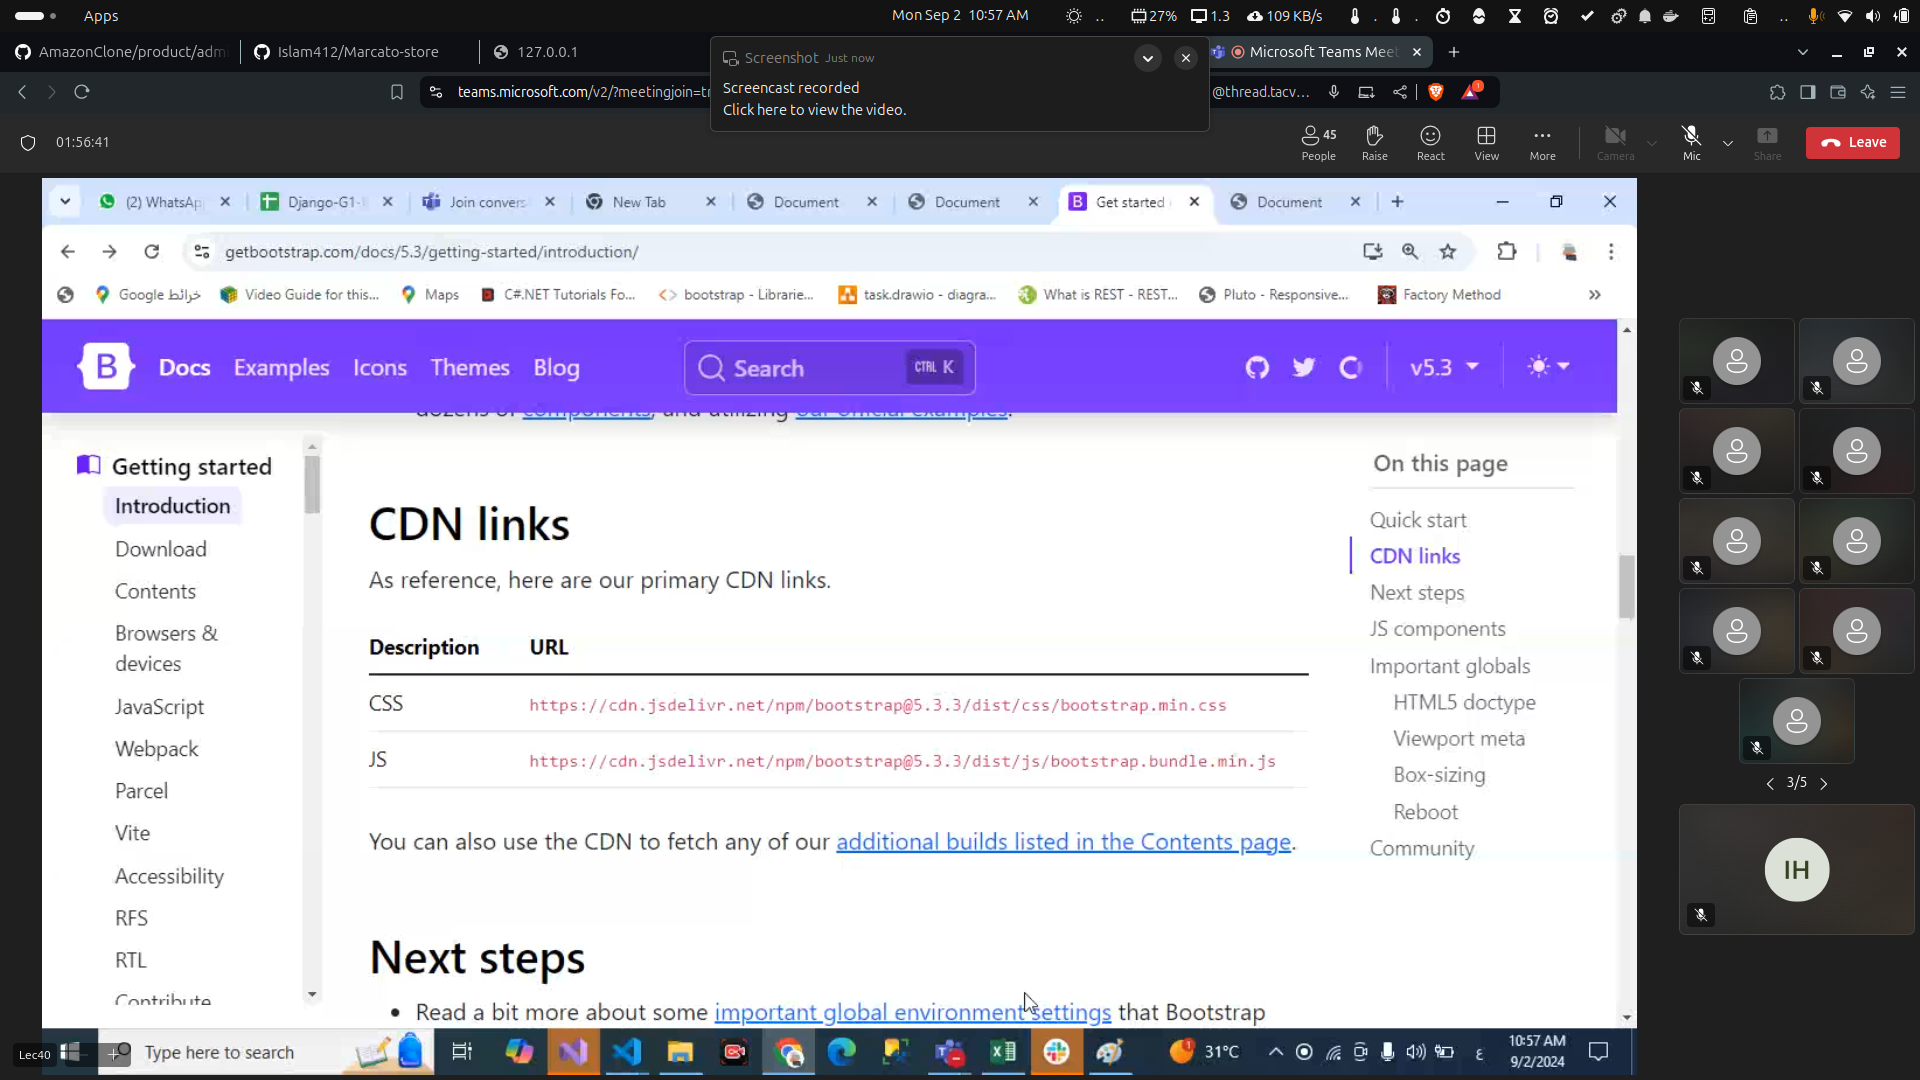 Apps
Mon Sep 2 10:57 AM
27%
1.3
109 KB/s
AmazonClone/product/adm
Islam412/Marcato-store
127.0.0.1
Microsoft Teams Meet
teams.microsoft.com/v2/?meetingjoin=tr
@thread.tacv...
1
Screenshot Just now
Screencast recorded
Click here to view the video.
01:56:41
45
People
Raise
React
View
More
Camera
Mic
Share
Leave
(2) WhatsAp
Django-G1-
Join convers
New Tab
Document
Document
Get started
Document
getbootstrap.com/docs/5.3/getting-started/introduction/
خرائط Google
Video Guide for this...
Maps
C#.NET Tutorials Fo...
bootstrap - Librarie...
task.drawio - diagra...
What is REST - REST...
Pluto - Responsive...
Factory Method
»
B
Docs
Examples
Icons
Themes
Blog
Search
CTRL K
v5.3
dozens of components, and utilizing our official examples.
Getting started
Introduction
Download
Contents
Browsers &
devices
JavaScript
Webpack
Parcel
Vite
Accessibility
RFS
RTL
Contribute
CDN links
As reference, here are our primary CDN links.
Description URL
CSS https://cdn.jsdelivr.net/npm/bootstrap@5.3.3/dist/css/bootstrap.min.css
JS https://cdn.jsdelivr.net/npm/bootstrap@5.3.3/dist/js/bootstrap.bundle.min.js
You can also use the CDN to fetch any of our additional builds listed in the Contents page.
Next steps
• Read a bit more about some important global environment settings that Bootstrap
On this page
Quick start
CDN links
Next steps
JS components
Important globals
HTML5 doctype
Viewport meta
Box-sizing
Reboot
Community
3/5
IH
Lec40
Type here to search
31°C
ع
10:57 AM
9/2/2024